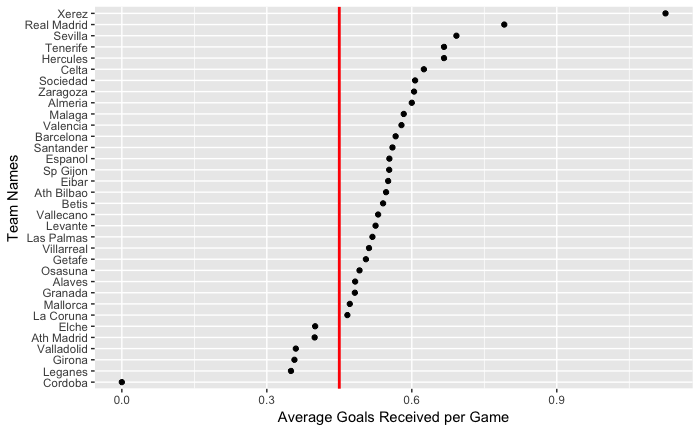 Xerez
Real Madrid
Sevilla
Tenerife
Hercules
Celta
Sociedad
Zaragoza
Almeria
Malaga
Valencia
Barcelona
Santander
Espanol
Sp Gijon
Eibar
Ath Bilbao
Betis
Vallecano
Levante
Las Palmas
Villarreal
Getafe
Osasuna
Alaves
Granada
Mallorca
La Coruna
Elche
Ath Madrid
Valladolid
Girona
Leganes
Cordoba
Team Names
0.0 0.3 0.6 0.9
Average Goals Received per Game